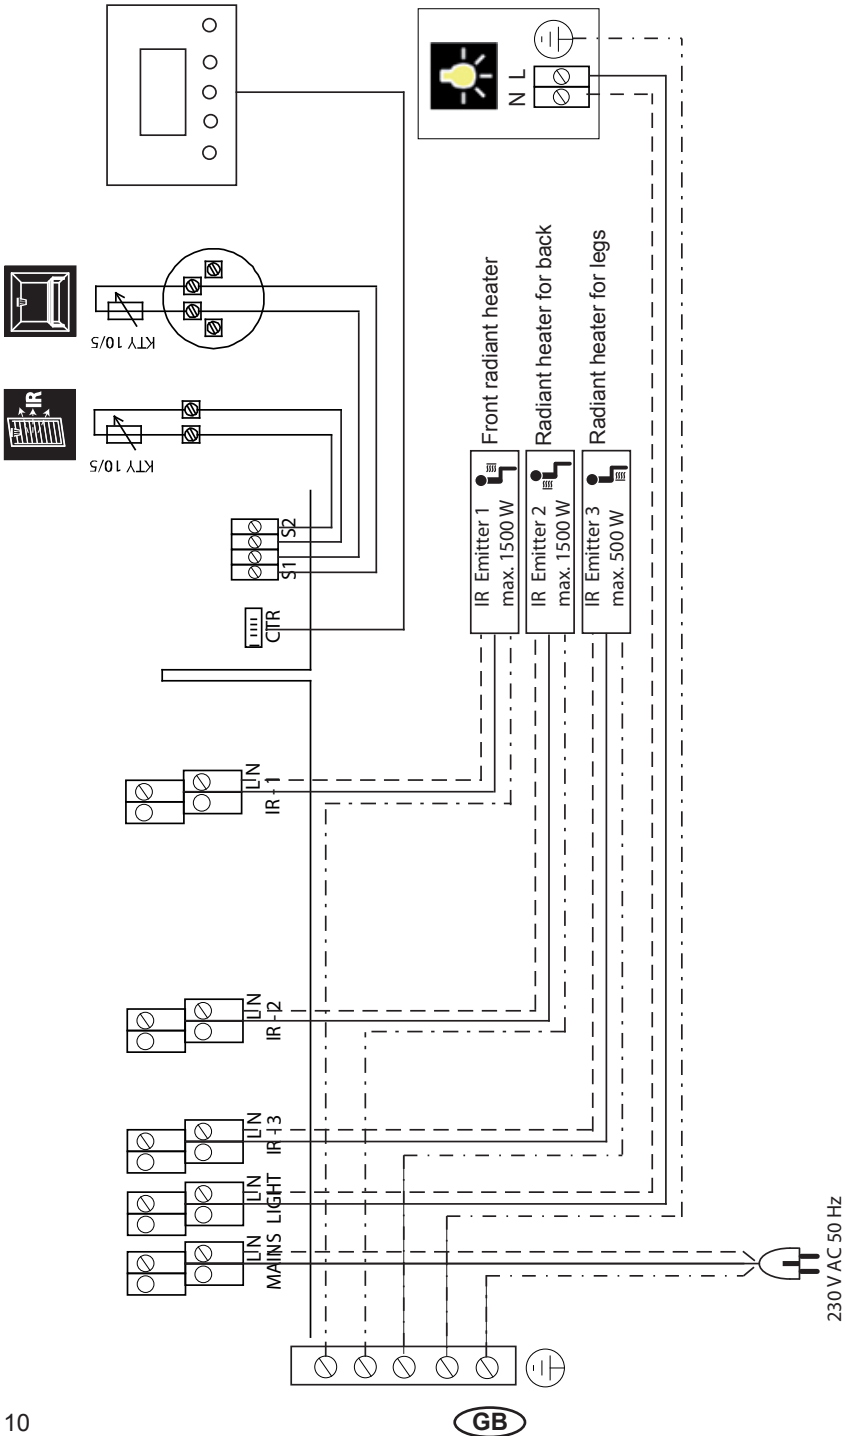 N L
IR
KTY 10/5
KTY 10/5
S1 S2
CTR
Front radiant heater
Radiant heater for back
Radiant heater for legs
IR Emitter 1
max. 1500 W
IR Emitter 2
max. 1500 W
IR Emitter 3
max. 500 W
L N
IR - 1
L N
IR - 2
L N
IR - 3
L N
LIGHT
L N
MAINS
230 V AC 50 Hz
10
GB